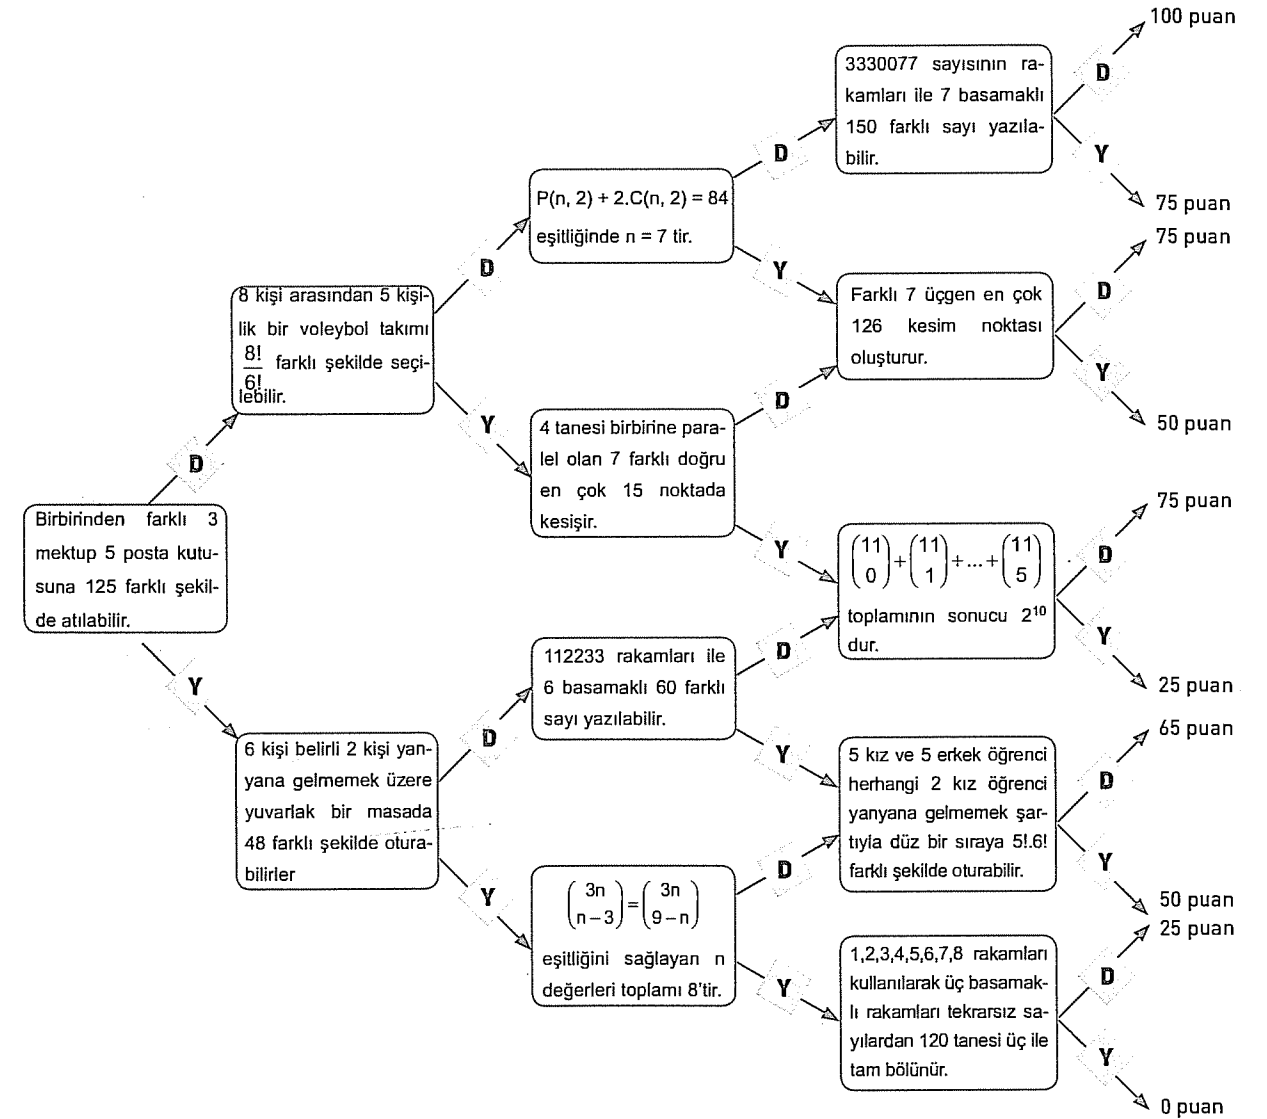 Birbirinden farklı 3
mektup 5 posta kutu-
suna 125 farklı şekil-
de atılabilir.
D
Y
8 kişi arasından 5 kişi-
lik bir voleybol takımı
8!/6! farklı şekilde seçi-
lebilir.
D
Y
6 kişi belirli 2 kişi yan-
yana gelmemek üzere
yuvarlak bir masada
48 farklı şekilde otura-
bilirler
D
Y
P(n, 2) + 2.C(n, 2) = 84
eşitliğinde n = 7 tir.
D
Y
4 tanesi birbirine para-
lel olan 7 farklı doğru
en çok 15 noktada
kesişir.
D
Y
112233 rakamları ile
6 basamaklı 60 farklı
sayı yazılabilir.
D
Y
(3n n−3) = (3n 9−n)
eşitliğini sağlayan n
değerleri toplamı 8'tir.
D
Y
3330077 sayısının ra-
kamları ile 7 basamaklı
150 farklı sayı yazıla-
bilir.
D
Y
100 puan
75 puan
Farklı 7 üçgen en çok
126 kesim noktası
oluşturur.
D
Y
75 puan
50 puan
(11 0) + (11 1) + ... + (11 5)
toplamının sonucu 2¹⁰
dur.
D
Y
75 puan
25 puan
5 kız ve 5 erkek öğrenci
herhangi 2 kız öğrenci
yanyana gelmemek şar-
tıyla düz bir sıraya 5!.6!
farklı şekilde oturabilir.
D
Y
65 puan
50 puan
1,2,3,4,5,6,7,8 rakamları
kullanılarak üç basamak-
lı rakamları tekrarsız sa-
yılardan 120 tanesi üç ile
tam bölünür.
D
Y
25 puan
0 puan